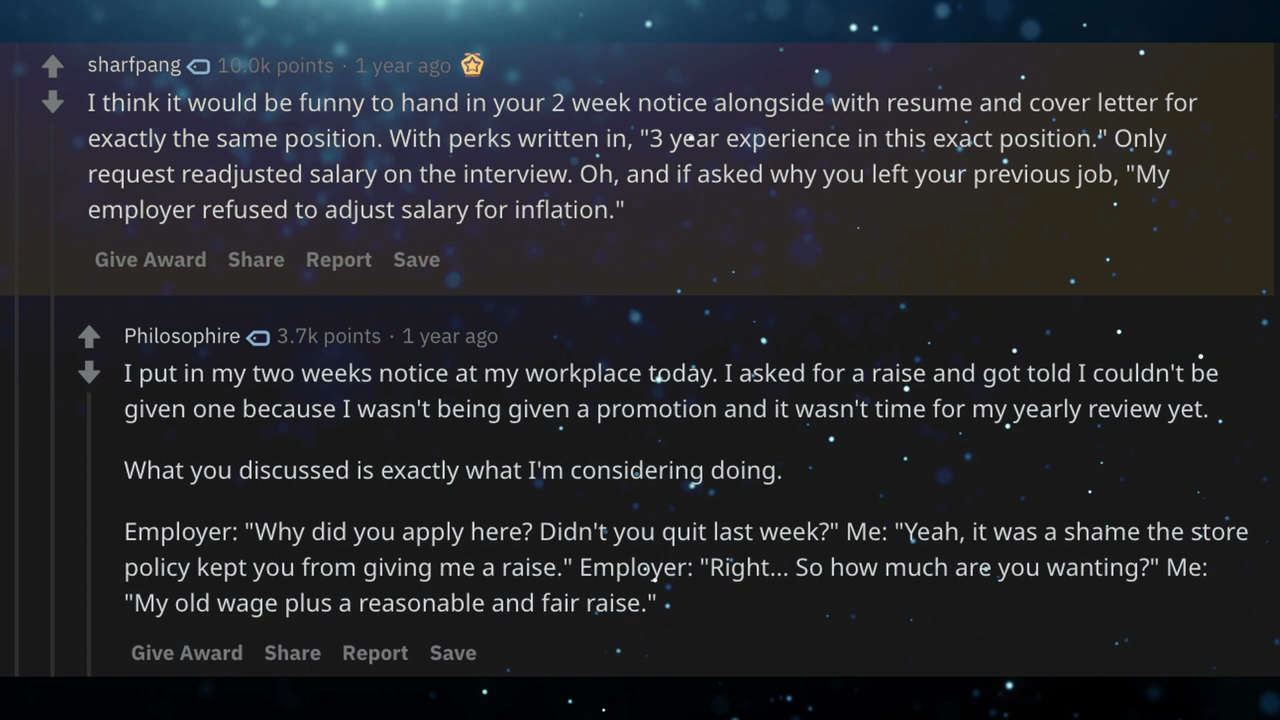 sharfpang 10.0k points · 1 year ago
I think it would be funny to hand in your 2 week notice alongside with resume and cover letter for
exactly the same position. With perks written in, "3 year experience in this exact position." Only
request readjusted salary on the interview. Oh, and if asked why you left your previous job, "My
employer refused to adjust salary for inflation."
Give Award Share Report Save
Philosophire 3.7k points · 1 year ago
I put in my two weeks notice at my workplace today. I asked for a raise and got told I couldn't be
given one because I wasn't being given a promotion and it wasn't time for my yearly review yet.
What you discussed is exactly what I'm considering doing.
Employer: "Why did you apply here? Didn't you quit last week?" Me: "Yeah, it was a shame the store
policy kept you from giving me a raise." Employer: "Right... So how much are you wanting?" Me:
"My old wage plus a reasonable and fair raise."
Give Award Share Report Save